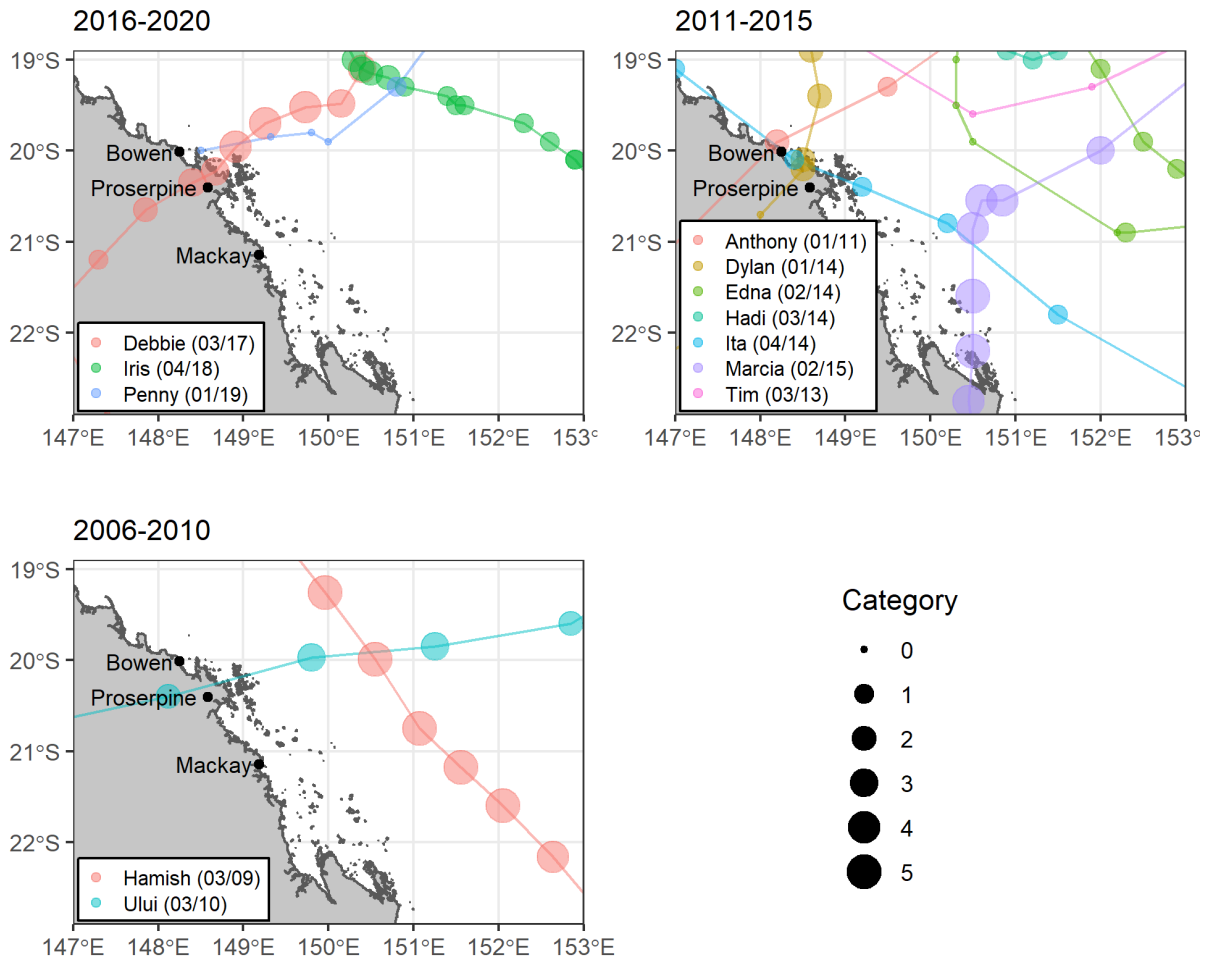 2016-2020
19°S
20°S
21°S
22°S
Bowen
Proserpine
Mackay
Debbie (03/17)
Iris (04/18)
Penny (01/19)
147°E 148°E 149°E 150°E 151°E 152°E 153°
2011-2015
19°S
20°S
21°S
22°S
Bowen
Proserpine
Anthony (01/11)
Dylan (01/14)
Edna (02/14)
Hadi (03/14)
Ita (04/14)
Marcia (02/15)
Tim (03/13)
147°E 148°E 149°E 150°E 151°E 152°E 153°
2006-2010
19°S
20°S
21°S
22°S
Bowen
Proserpine
Mackay
Hamish (03/09)
Ului (03/10)
147°E 148°E 149°E 150°E 151°E 152°E 153°E
Category
0
1
2
3
4
5